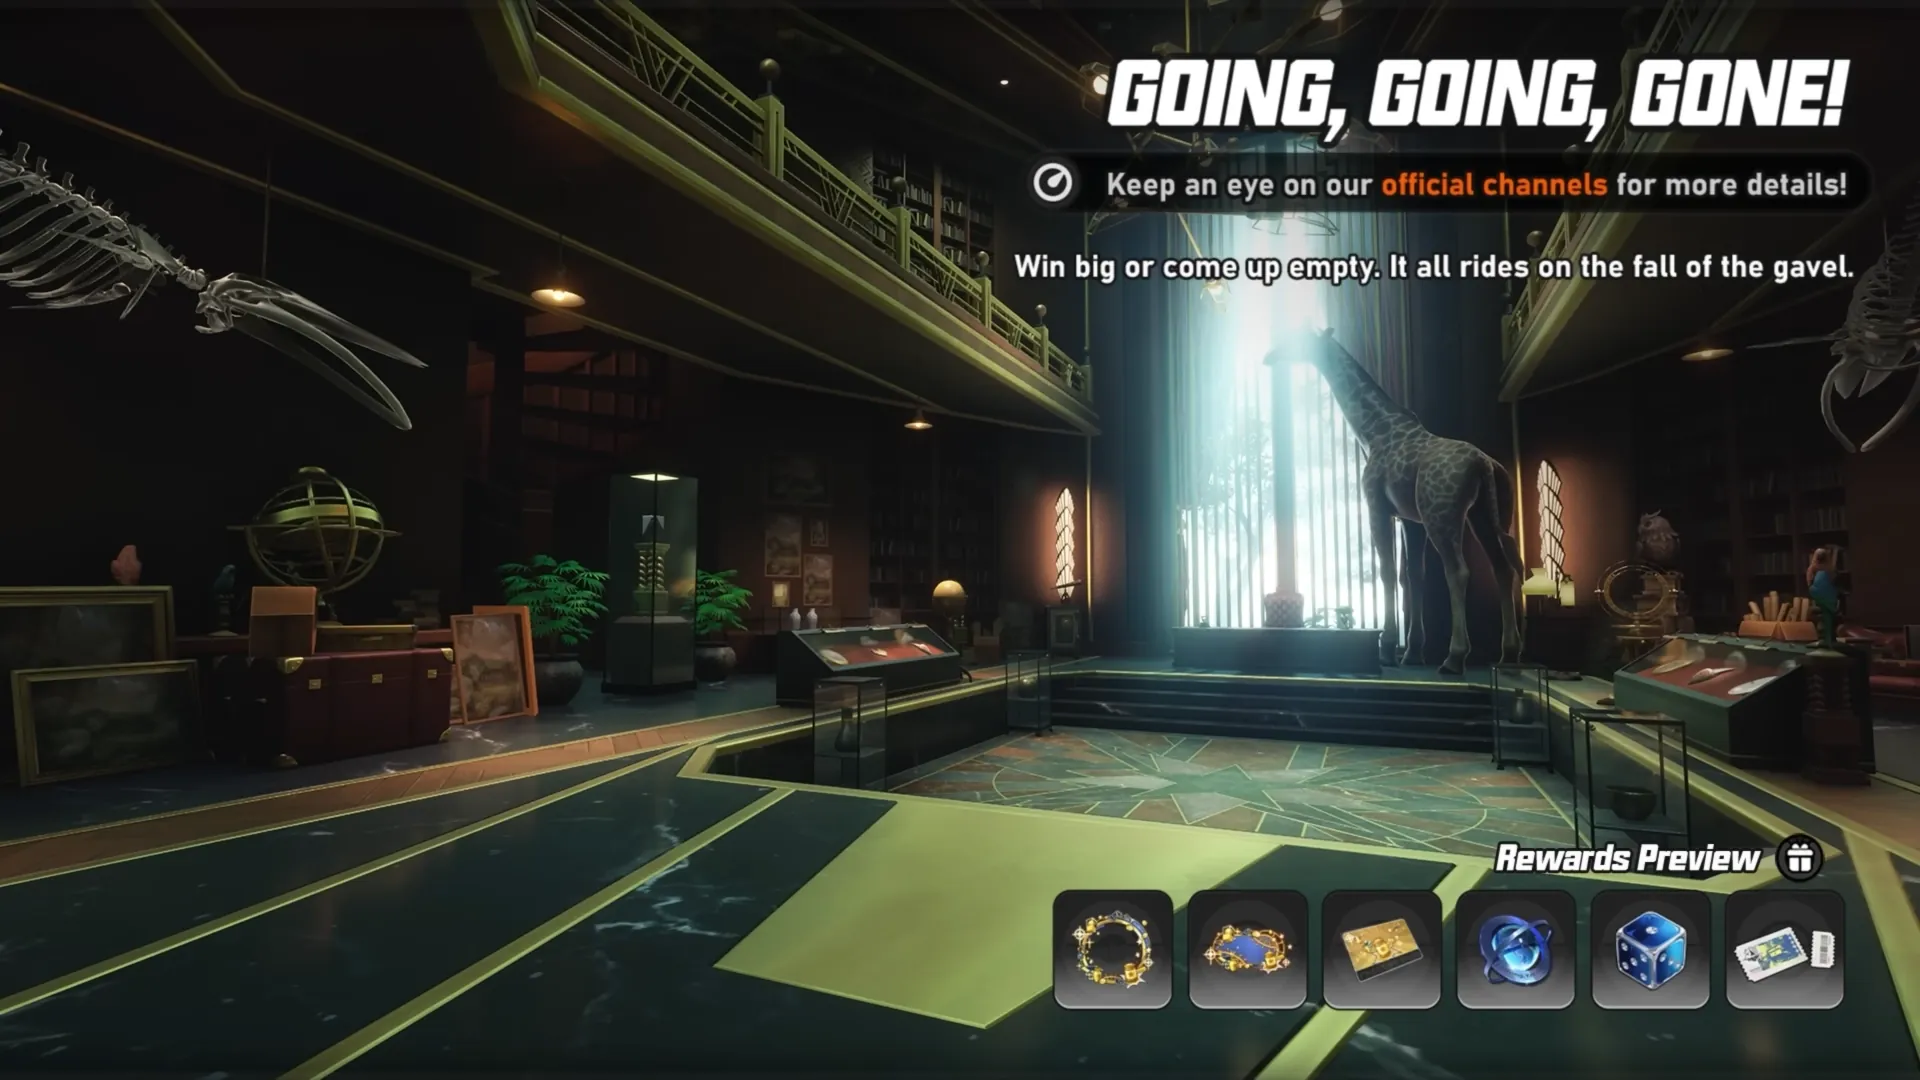 GOING, GOING, GONE!
Keep an eye on our official channels for more details!
Win big or come up empty. It all rides on the fall of the gavel.
Rewards Preview